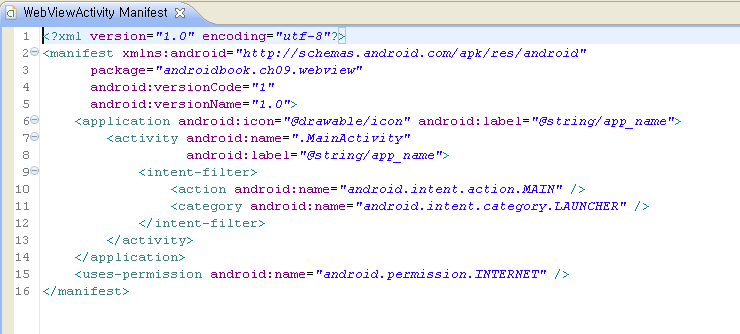 WebViewActivity Manifest
1 <?xml version="1.0" encoding="utf-8"?>
2 <manifest xmlns:android="http://schemas.android.com/apk/res/android"
3 package="androidbook.ch09.webview"
4 android:versionCode="1"
5 android:versionName="1.0">
6 <application android:icon="@drawable/icon" android:label="@string/app_name">
7 <activity android:name=".MainActivity"
8 android:label="@string/app_name">
9 <intent-filter>
10 <action android:name="android.intent.action.MAIN" />
11 <category android:name="android.intent.category.LAUNCHER" />
12 </intent-filter>
13 </activity>
14 </application>
15 <uses-permission android:name="android.permission.INTERNET" />
16 </manifest>